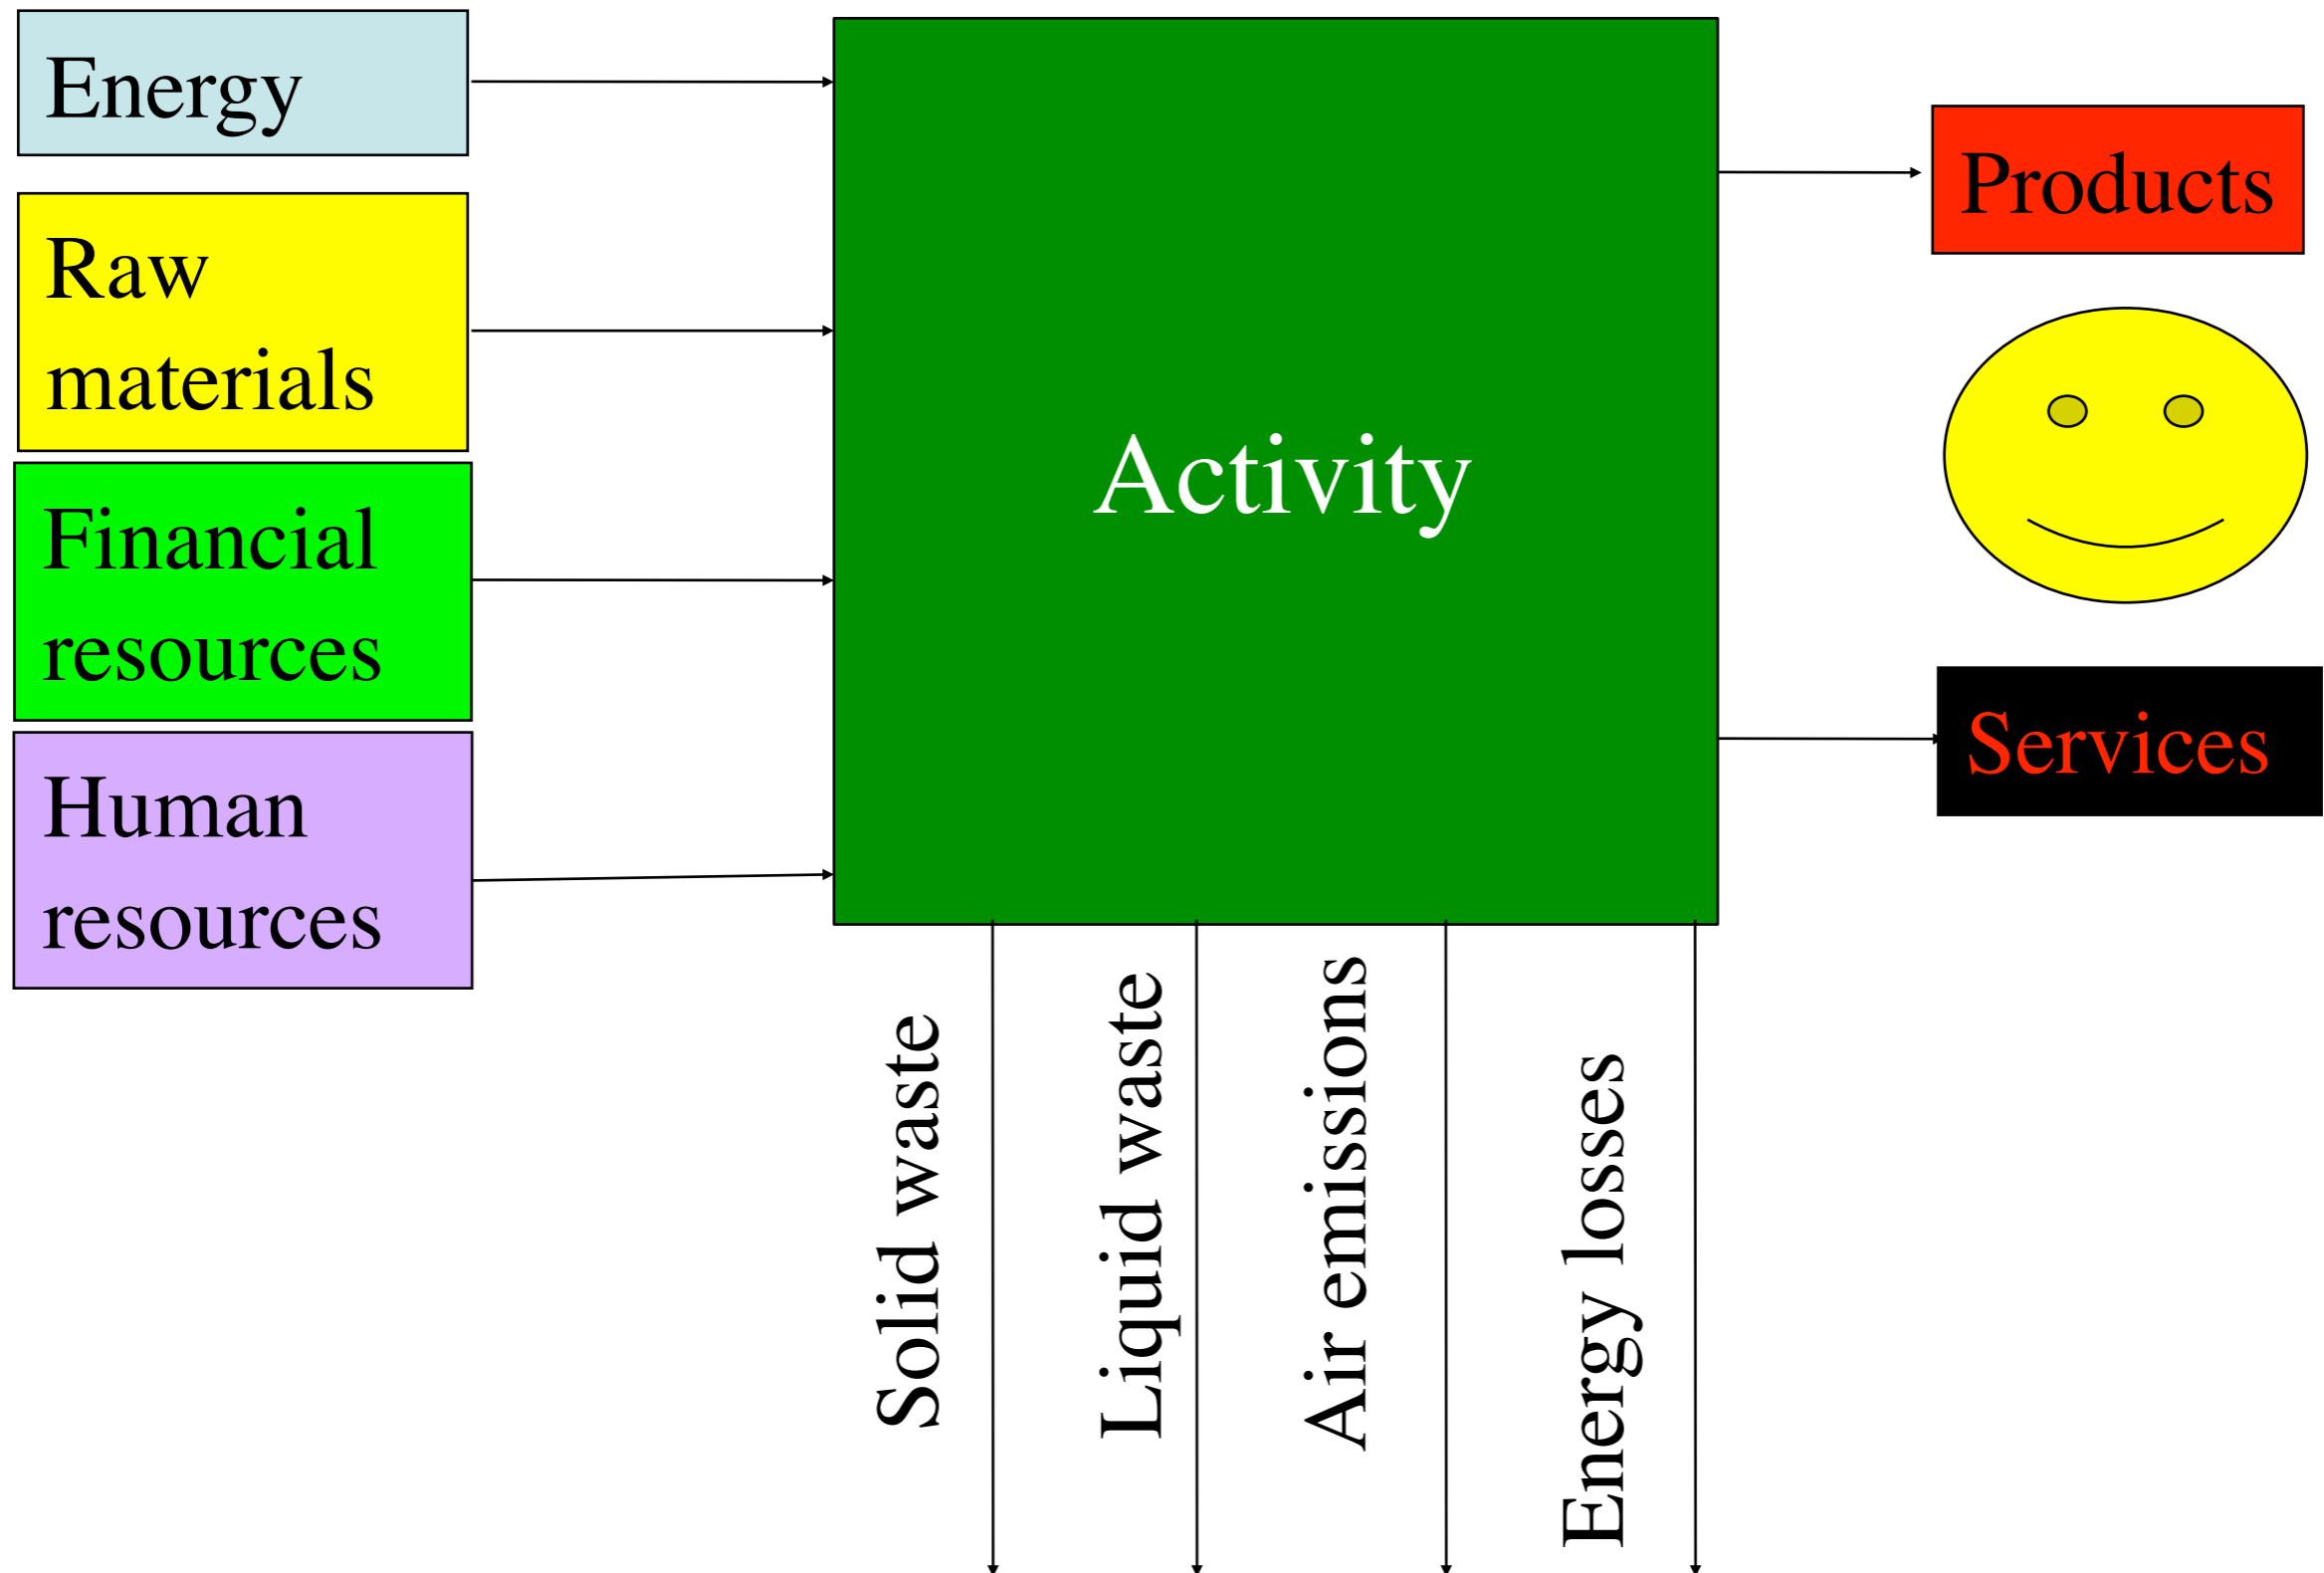 Energy
Raw
materials
Financial
resources
Human
resources
Activity
Products
Services
Solid waste
Liquid waste
Air emissions
Energy losses